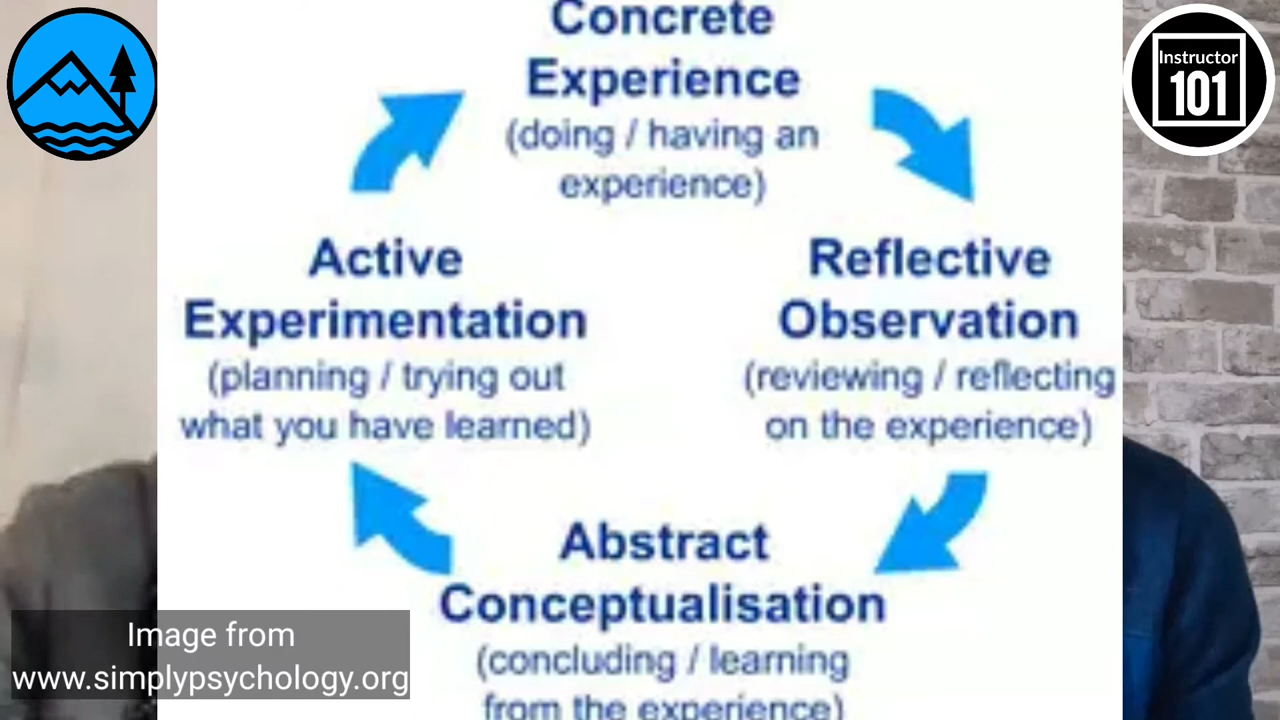 Concrete
Experience
(doing / having an
experience)
Instructor
101
Active
Experimentation
(planning / trying out
what you have learned)
Reflective
Observation
(reviewing / reflecting
on the experience)
Abstract
Conceptualisation
(concluding / learning
from the experience)
Image from
www.simplypsychology.org